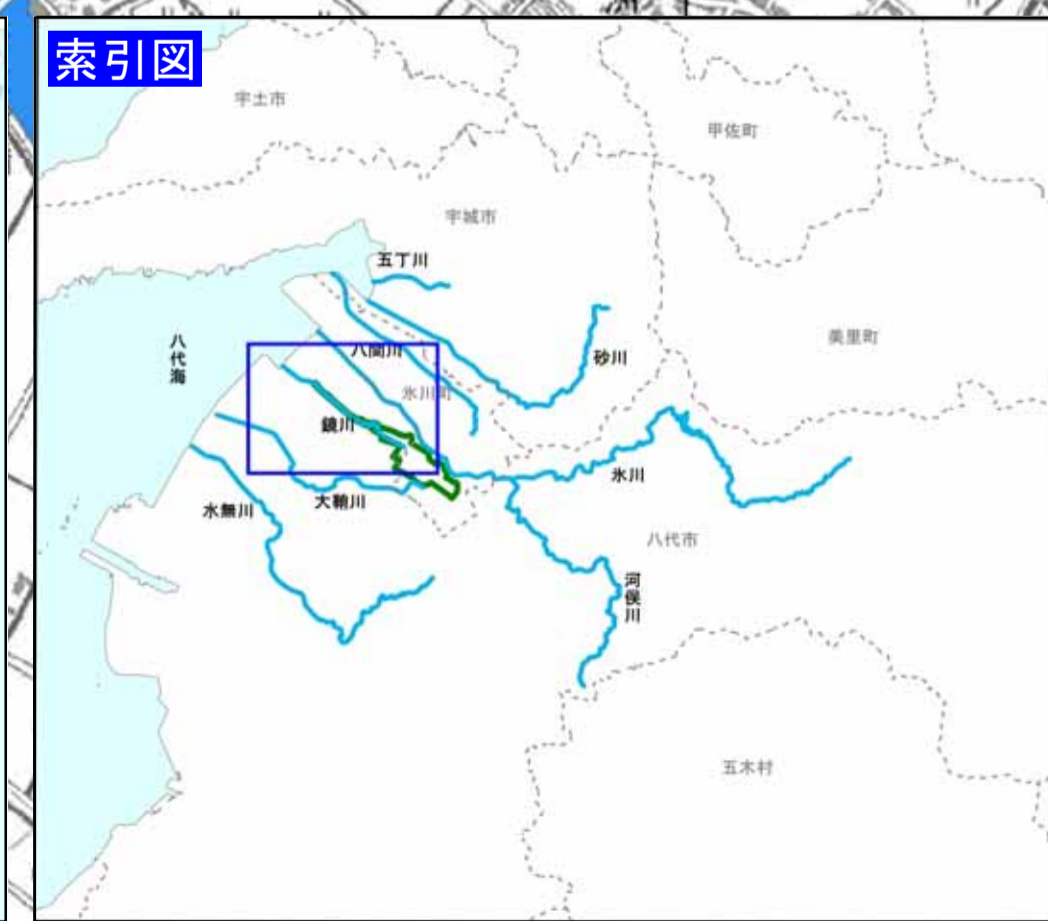 索引図
宇土市
甲佐町
宇城市
五丁川
美里町
八代海
八間川
砂川
氷川町
鏡川
氷川
水無川
大鞘川
八代市
河俣川
五木村